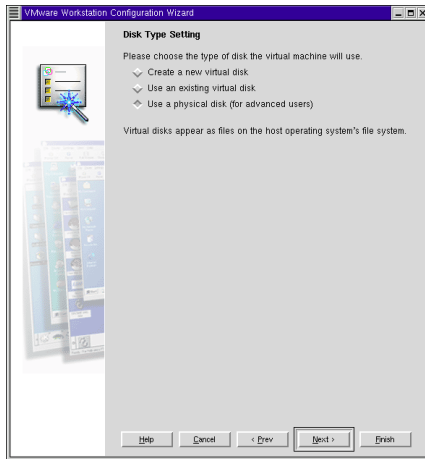 VMware Workstation Configuration Wizard
Disk Type Setting
Please choose the type of disk the virtual machine will use.
Create a new virtual disk
Use an existing virtual disk
Use a physical disk (for advanced users)
Virtual disks appear as files on the host operating system's file system.
Help
Cancel
< Prev
Next >
Finish